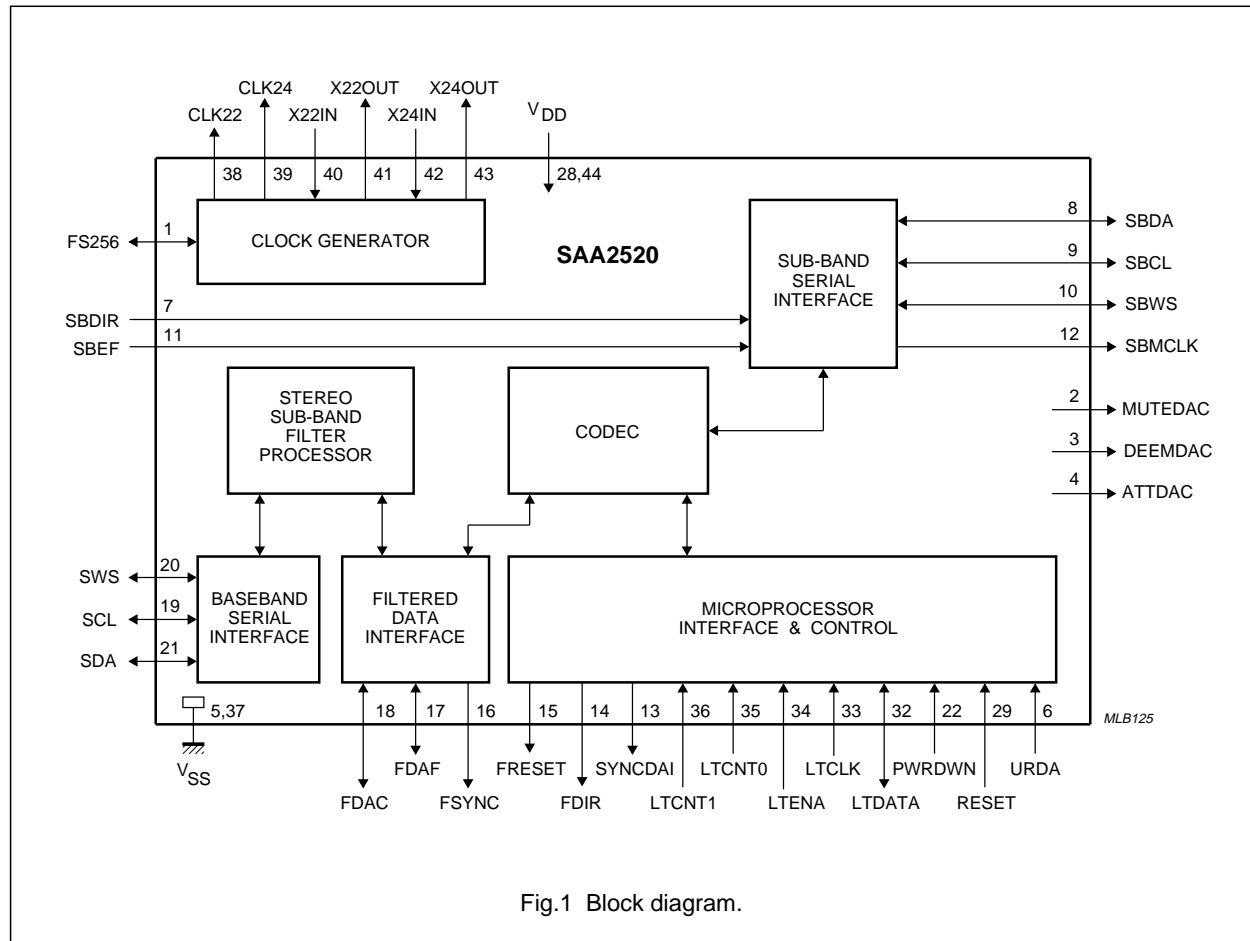 CLK24 X22OUT X24OUT
CLK22 X22IN X24IN
V DD
38 39 40 41 42 43 28,44
FS256 1
CLOCK GENERATOR
SAA2520
SUB-BAND
SERIAL
INTERFACE
8 SBDA
9 SBCL
10 SBWS
12 SBMCLK
SBDIR 7
SBEF 11
STEREO
SUB-BAND
FILTER
PROCESSOR
CODEC
2 MUTEDAC
3 DEEMDAC
4 ATTDAC
SWS 20
SCL 19
SDA 21
BASEBAND
SERIAL
INTERFACE
FILTERED
DATA
INTERFACE
MICROPROCESSOR
INTERFACE & CONTROL
5,37 18 17 16 15 14 13 36 35 34 33 32 22 29 6
MLB125
VSS
FDAF FRESET SYNCDAI LTCNT0 LTCLK PWRDWN URDA
FDAC FSYNC FDIR LTCNT1 LTENA LTDATA RESET
Fig.1 Block diagram.